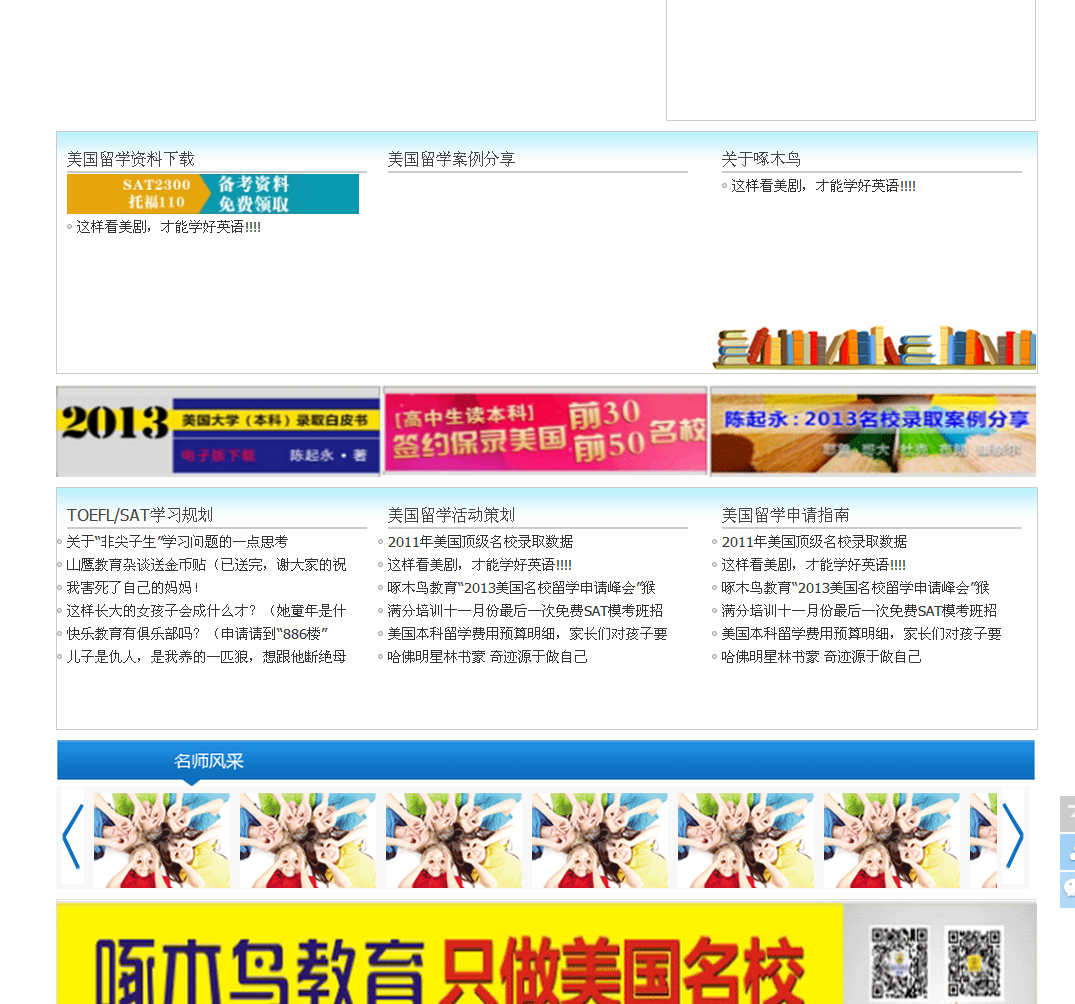 美国留学资料下载
SAT2300
托福110
备考资料
免费领取
这样看美剧，才能学好英语!!!!
美国留学案例分享
关于啄木鸟
这样看美剧，才能学好英语!!!!
2013
美国大学（本科）录取白皮书
电子版下载
陈起永·著
[高中生读本科]
签约保录美国
前30
前50
名校
陈起永:2013名校录取案例分享
TOEFL/SAT学习规划
关于“非尖子生”学习问题的一点思考
山鹰教育杂谈送金币贴（已送完，谢大家的祝
我害死了自己的妈妈！
这样长大的女孩子会成什么才？（她童年是什
快乐教育有俱乐部吗？（申请请到“886楼”
儿子是仇人，是我养的一匹狼，想跟他断绝母
美国留学活动策划
2011年美国顶级名校录取数据
这样看美剧，才能学好英语!!!!
啄木鸟教育“2013美国名校留学申请峰会”猴
满分培训十一月份最后一次免费SAT模考班招
美国本科留学费用预算明细，家长们对孩子要
哈佛明星林书豪 奇迹源于做自己
美国留学申请指南
2011年美国顶级名校录取数据
这样看美剧，才能学好英语!!!!
啄木鸟教育“2013美国名校留学申请峰会”猴
满分培训十一月份最后一次免费SAT模考班招
美国本科留学费用预算明细，家长们对孩子要
哈佛明星林书豪 奇迹源于做自己
名师风采
啄木鸟教育 只做美国名校